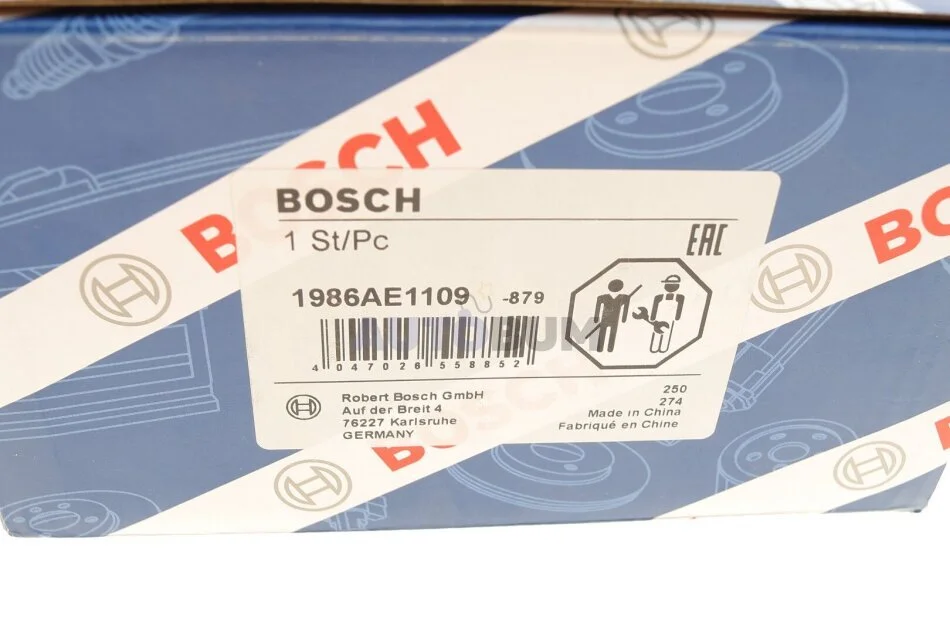 BOSCH
BOSCH
1 St/Pc
EAC
1986AE1109 -879
AUTOBUM
4 047026 558852
Robert Bosch GmbH
Auf der Breit 4
76227 Karlsruhe
GERMANY
250
274
Made in China
Fabriqué en Chine
BOSCH
BO